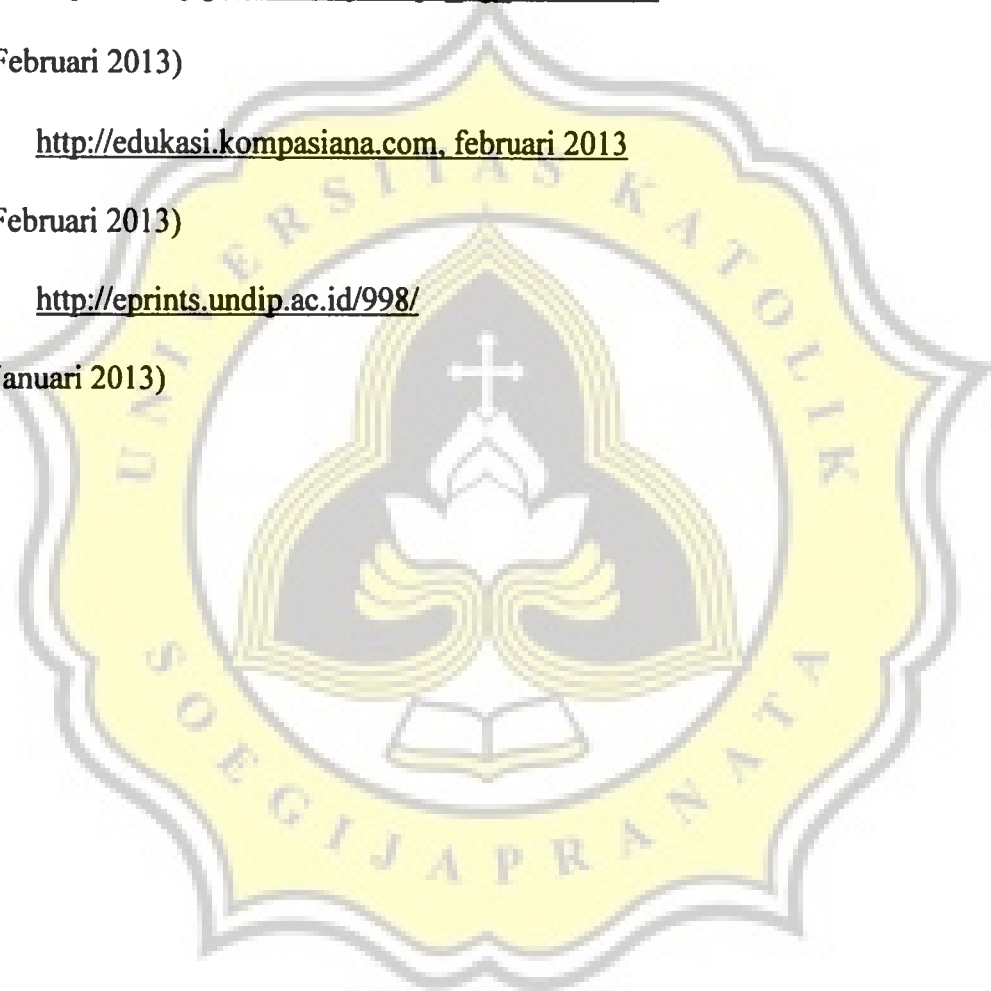 Februari 2013)
http://edukasi.kompasiana.com, februari 2013
Februari 2013)
http://eprints.undip.ac.id/998/
Januari 2013)
UNIVERSITAS KATOLIK
SOEGIJAPRANATA